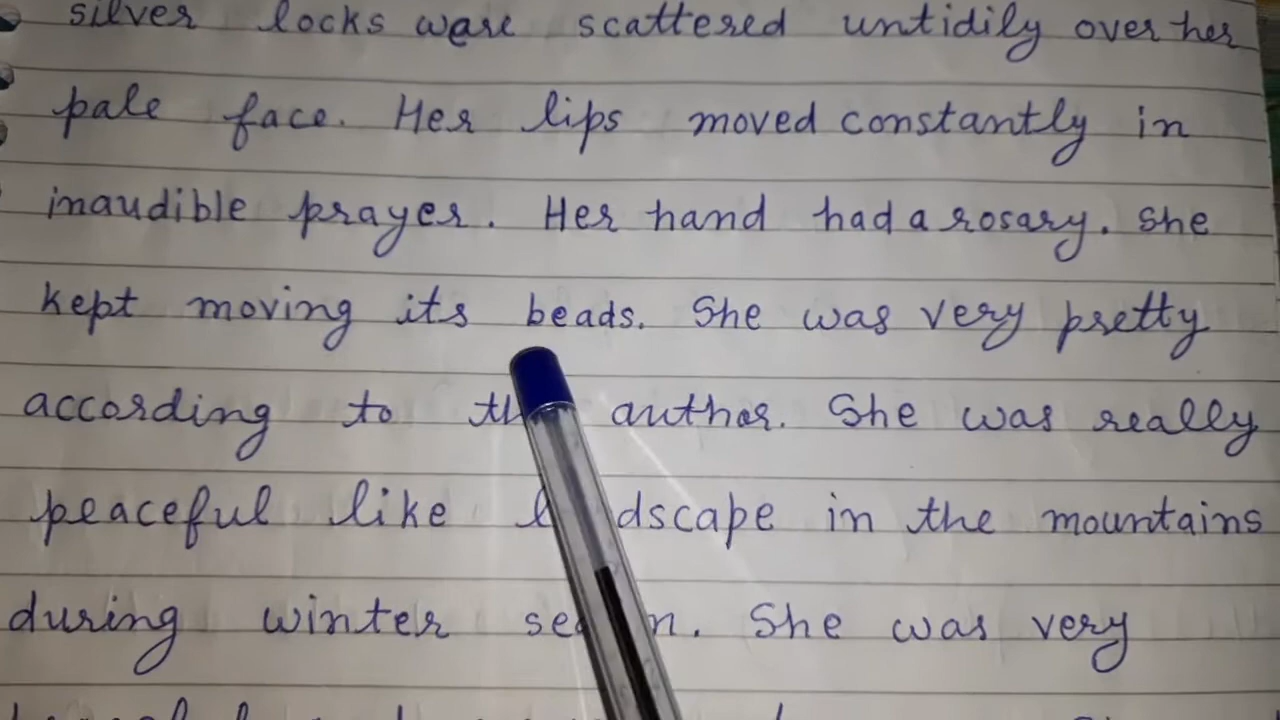 silver locks ware scattered untidily over her
pale face. Her lips moved constantly in
inaudible prayer. Her hand had a rosary. She
kept moving its beads. She was very pretty
according to author. She was really
peaceful like in the mountains
during winter She was very